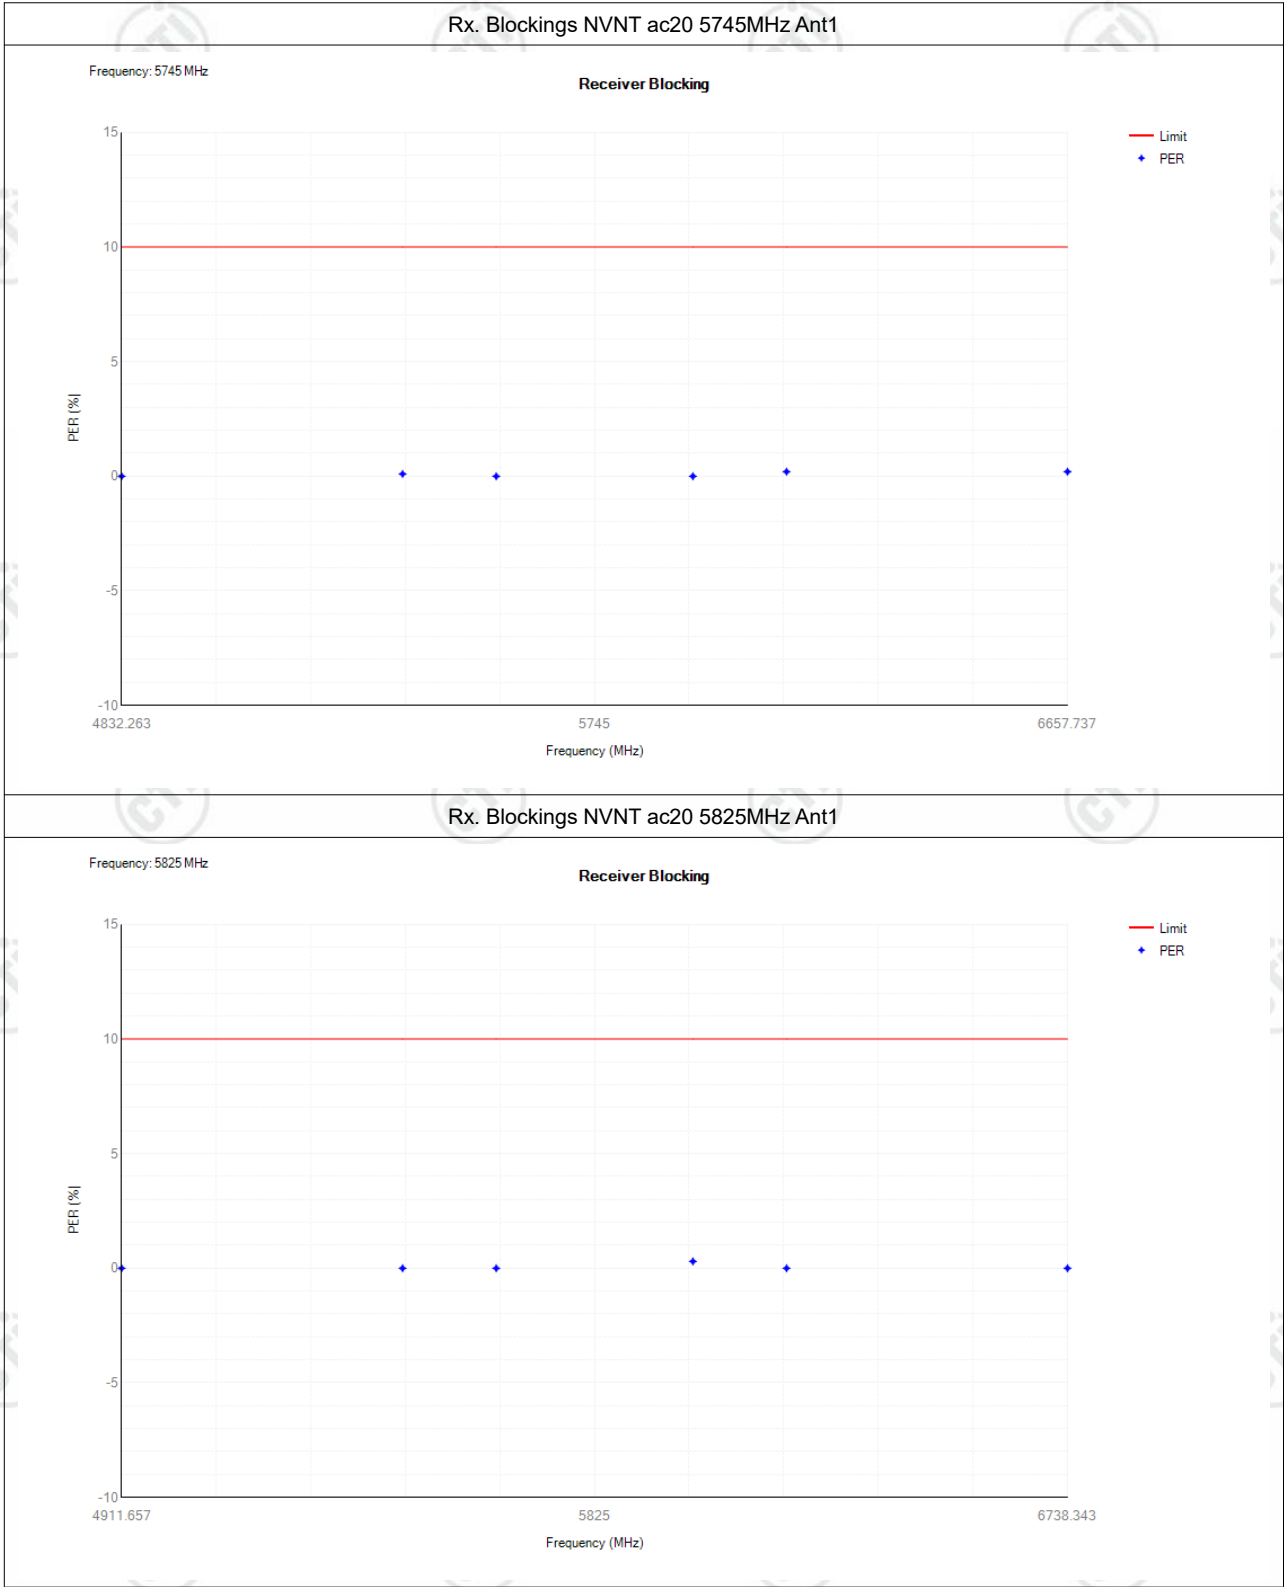 Rx. Blockings NVNT ac20 5745MHz Ant1
Frequency: 5745 MHz
Receiver Blocking
15
10
5
0
-5
-10
PER (%)
4832.263
5745
6657.737
Frequency (MHz)
Limit
PER
Rx. Blockings NVNT ac20 5825MHz Ant1
Frequency: 5825 MHz
Receiver Blocking
15
10
5
0
-5
-10
PER (%)
4911.657
5825
6738.343
Frequency (MHz)
Limit
PER